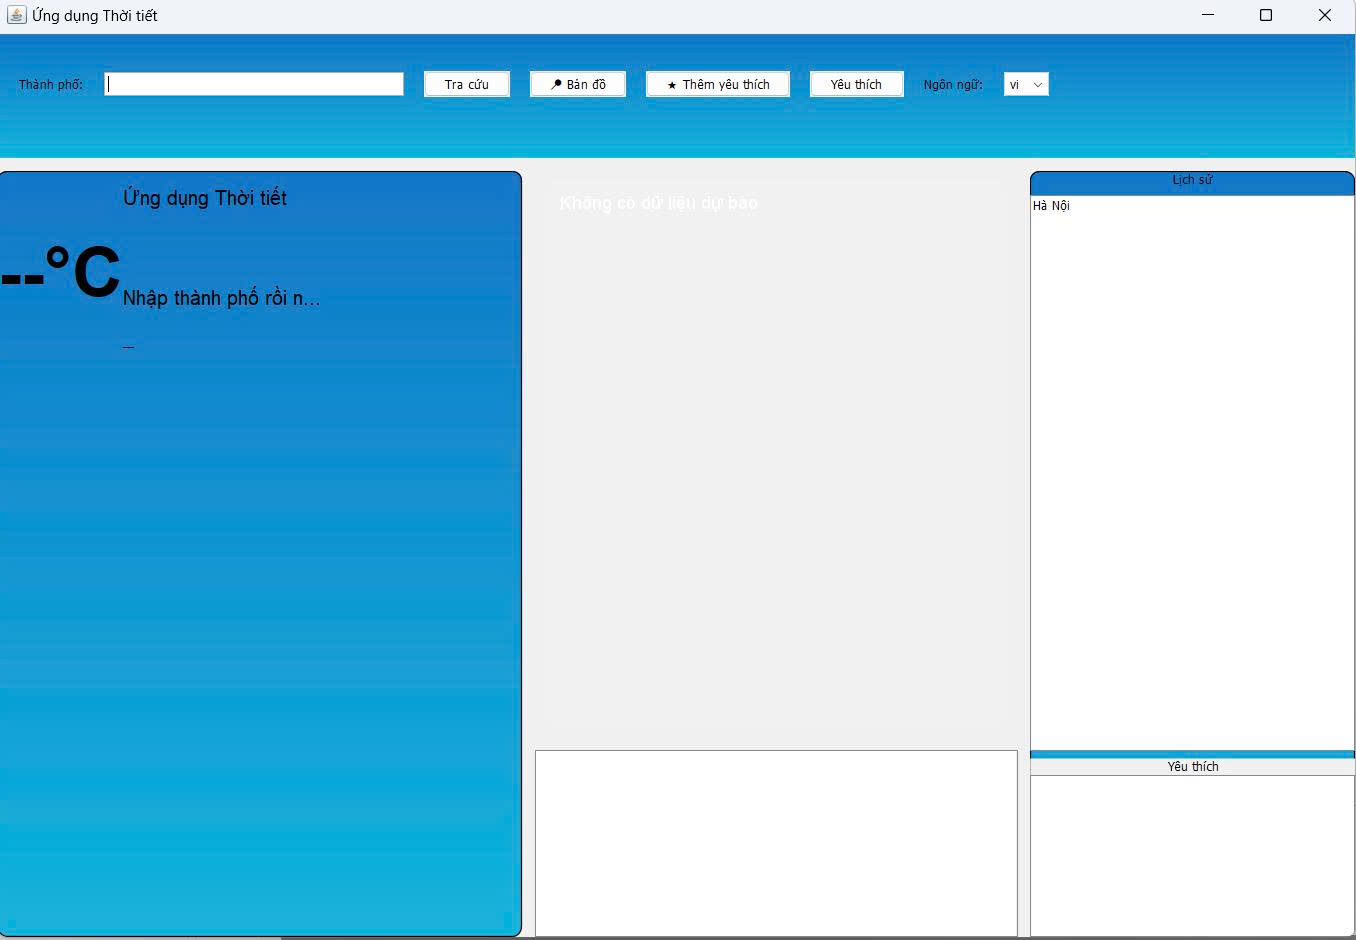 Ứng dụng Thời tiết
Thành phố:
Tra cứu
Bản đồ
★ Thêm yêu thích
Yêu thích
Ngôn ngữ:
vi
Ứng dụng Thời tiết
--°C
Nhập thành phố rồi n...
—
Không có dữ liệu dự báo
Lịch sử
Hà Nội
Yêu thích